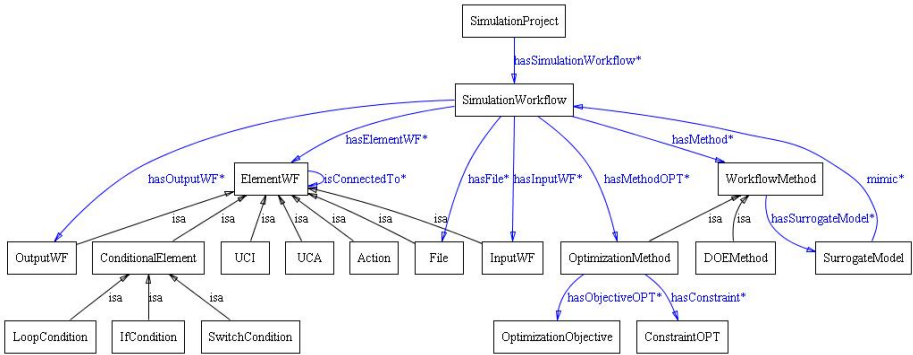 SimulationProject
hasSimulationWorkflow*
SimulationWorkflow
hasElementWF*
hasMethod*
hasOutputWF*
ElementWF
isConnectedTo*
hasFile*
hasInputWF*
hasMethodOPT*
WorkflowMethod
mimic*
isa
isa
isa
isa
isa
isa
isa
isa
isa
hasSurrogateModel*
OutputWF
ConditionalElement
UCI
UCA
Action
File
InputWF
OptimizationMethod
DOEMethod
SurrogateModel
isa
isa
isa
hasObjectiveOPT*
hasConstraint*
LoopCondition
IfCondition
SwitchCondition
OptimizationObjective
ConstraintOPT